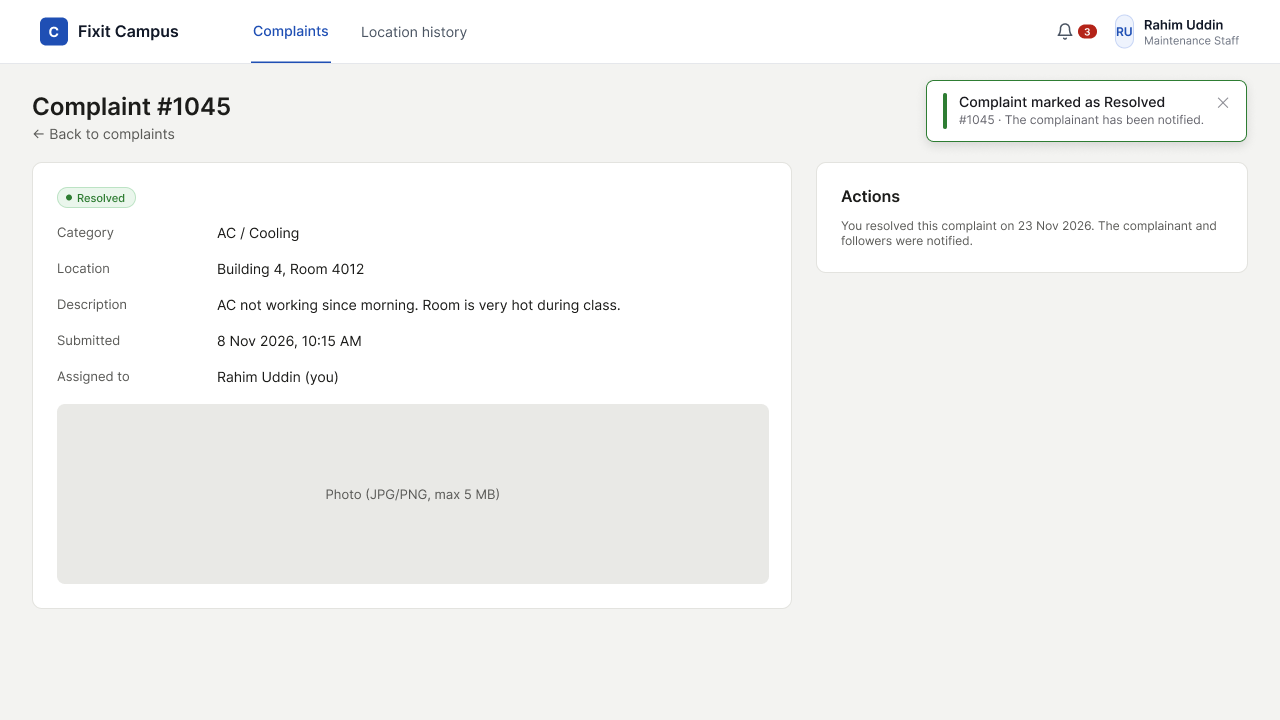 C
Fixit Campus
Complaints
Location history
3
RU
Rahim Uddin
Maintenance Staff
Complaint #1045
← Back to complaints
Complaint marked as Resolved
#1045 · The complainant has been notified.
Resolved
Category
AC / Cooling
Location
Building 4, Room 4012
Description
AC not working since morning. Room is very hot during class.
Submitted
8 Nov 2026, 10:15 AM
Assigned to
Rahim Uddin (you)
Photo (JPG/PNG, max 5 MB)
Actions
You resolved this complaint on 23 Nov 2026. The complainant and
followers were notified.